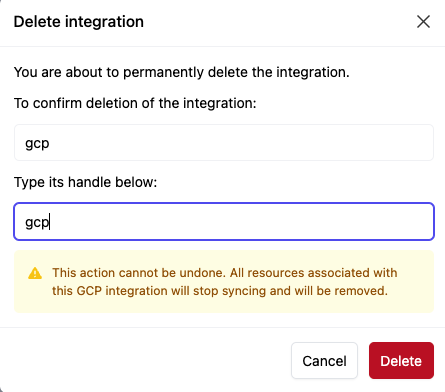 Delete integration
You are about to permanently delete the integration.
To confirm deletion of the integration:
gcp
Type its handle below:
gcp
This action cannot be undone. All resources associated with
this GCP integration will stop syncing and will be removed.
Cancel
Delete